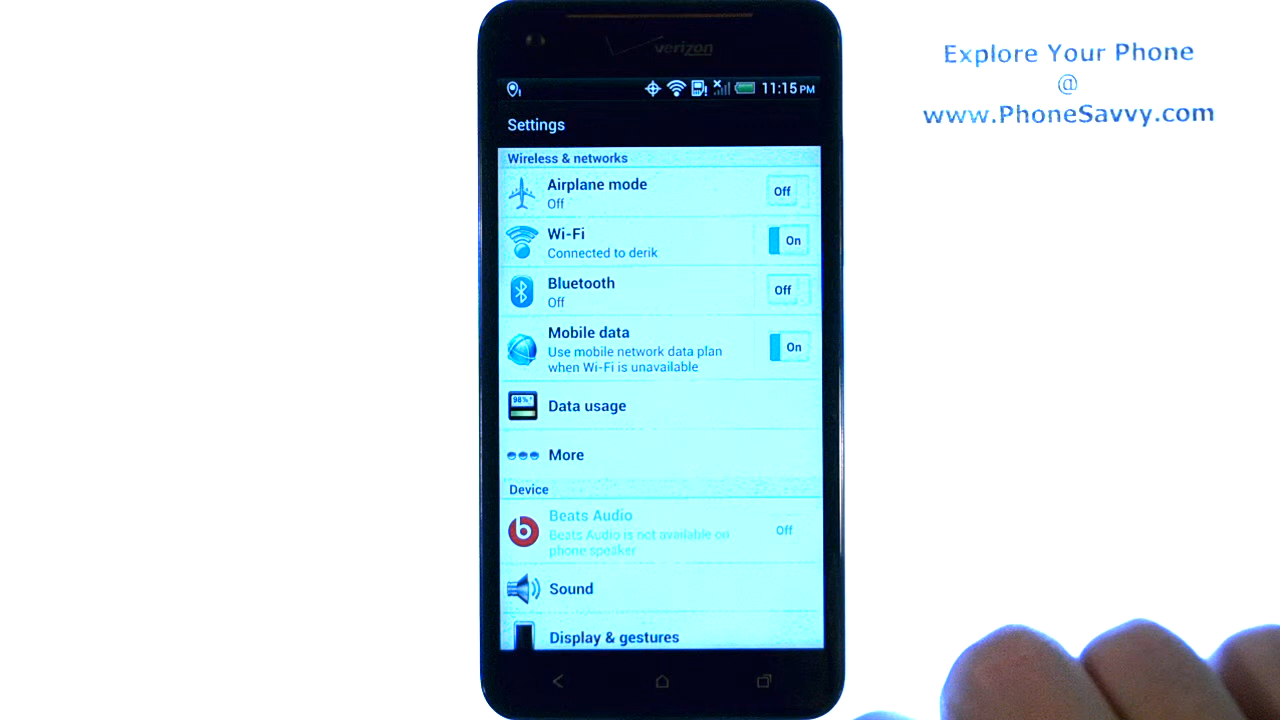 verizon
11:15 PM
Explore Your Phone
@
www.PhoneSavvy.com
Settings
Wireless & networks
Airplane mode
Off
Off
Wi-Fi
Connected to derik
On
Bluetooth
Off
Off
Mobile data
Use mobile network data plan
when Wi-Fi is unavailable
On
98%
Data usage
More
Device
Beats Audio
Beats Audio is not available on
phone speaker
Off
Sound
Display & gestures